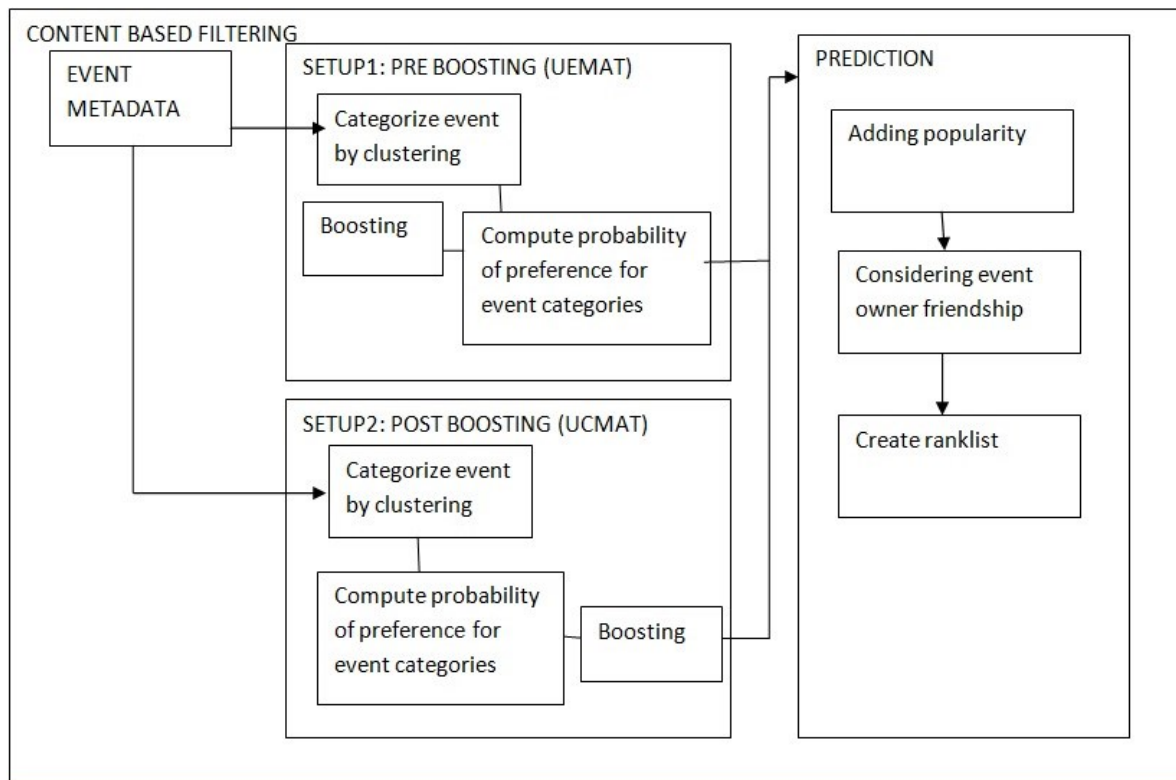 CONTENT BASED FILTERING
EVENT
METADATA
SETUP1: PRE BOOSTING (UEMAT)
Categorize event
by clustering
Boosting
Compute probability
of preference for
event categories
SETUP2: POST BOOSTING (UCMAT)
Categorize event
by clustering
Compute probability
of preference for
event categories
Boosting
PREDICTION
Adding popularity
Considering event
owner friendship
Create ranklist